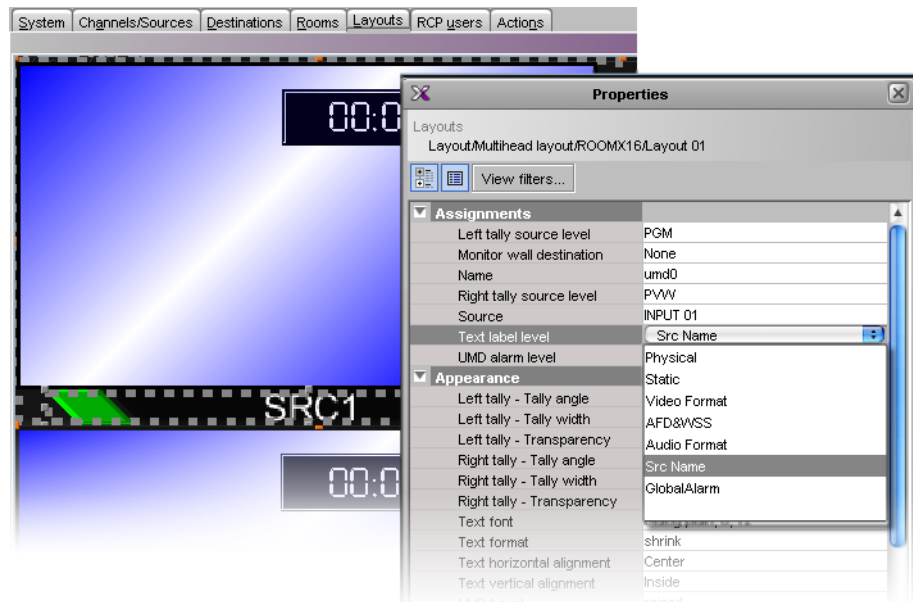 System Channels/Sources Destinations Rooms Layouts RCP users Actions
00:0
Properties
Layouts
Layout/Multihead layout/ROOMX16/Layout 01
View filters...
Assignments
Left tally source level PGM
Monitor wall destination None
Name umd0
Right tally source level PVW
Source INPUT 01
Text label level Src Name
UMD alarm level
Physical
Static
Video Format
AFD&WSS
Audio Format
Src Name
GlobalAlarm
Appearance
Left tally - Tally angle
Left tally - Tally width
Left tally - Transparency
Right tally - Tally angle
Right tally - Tally width
Right tally - Transparency
Text font
Text format shrink
Text horizontal alignment Center
Text vertical alignment Inside
SRC1
00:0